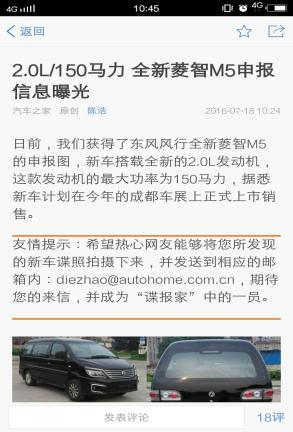 4G 10:45 4G
返回
2.0L/150马力 全新菱智M5申报
信息曝光
汽车之家 原创 陈浩 2016-07-18 10:24
日前，我们获得了东风风行全新菱智M5
的申报图，新车搭载全新的2.0L发动机，
这款发动机的最大功率为150马力，据悉
新车计划在今年的成都车展上正式上市销
售。
友情提示：希望热心网友能够将您所发现
的新车谍照拍摄下来，并发送到相应的邮
箱内：diezhao@autohome.com.cn，期待
您的来信，并成为“谍报家”中的一员。
发表评论 18评